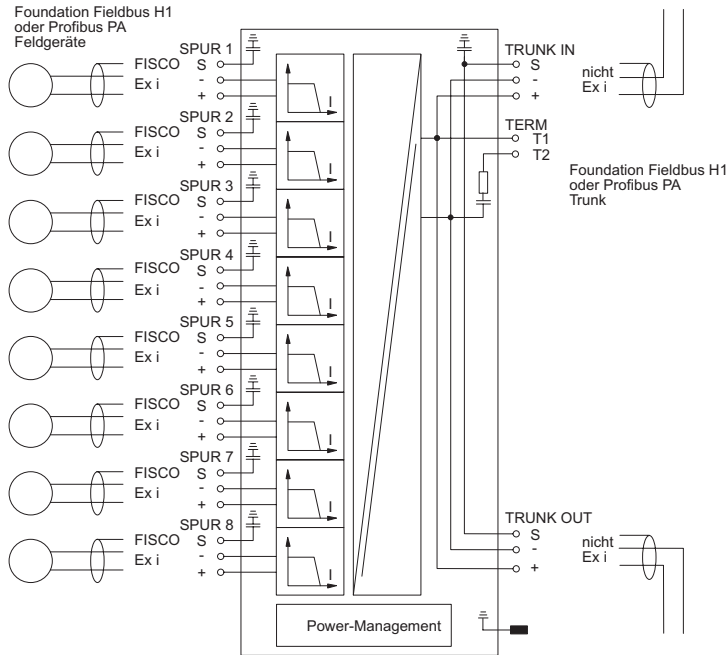 Foundation Fieldbus H1
oder Profibus PA
Feldgeräte
SPUR 1
FISCO S
Ex i -
+
I
SPUR 2
FISCO S
Ex i -
+
I
SPUR 3
FISCO S
Ex i -
+
I
SPUR 4
FISCO S
Ex i -
+
I
SPUR 5
FISCO S
Ex i -
+
I
SPUR 6
FISCO S
Ex i -
+
I
SPUR 7
FISCO S
Ex i -
+
I
SPUR 8
FISCO S
Ex i -
+
I
Power-Management
TRUNK IN
S
-
+
nicht
Ex i
TERM
T1
T2
Foundation Fieldbus H1
oder Profibus PA
Trunk
TRUNK OUT
S
-
+
nicht
Ex i